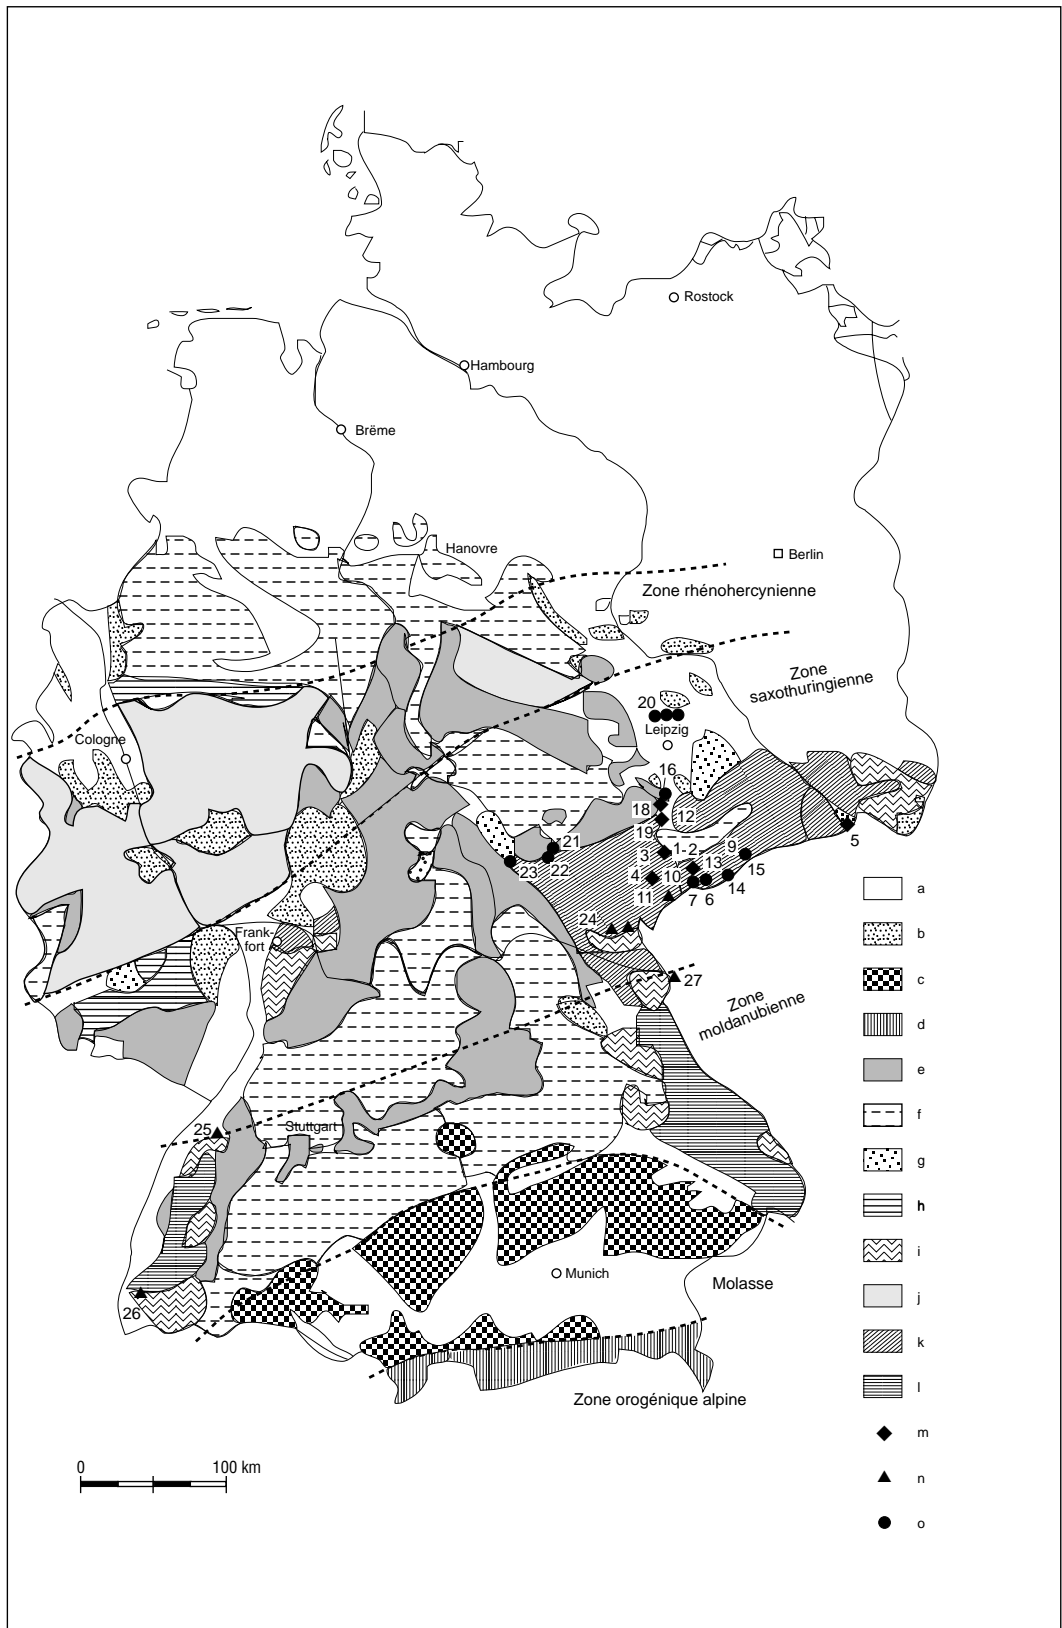 Rostock
Hambourg
Brëme
Hanovre
Berlin
Zone rhénohercynienne
Zone
saxothuringienne
20
Leipzig
Cologne
16
18
12
19
5
21
1-2
9
3
22
13
15
23
4
10
14
11
7
6
a
24
Frank-
fort
b
27
c
Zone
moldanubienne
d
e
f
25
Stuttgart
g
h
i
Munich
Molasse
j
26
k
l
Zone orogénique alpine
m
0
100 km
n
o